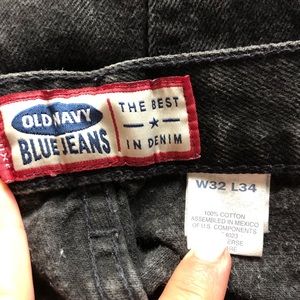 OLD NAVY
BLUE JEANS
THE BEST
IN DENIM
W32 L34
100% COTTON
ASSEMBLED IN MEXICO
OF U.S. COMPONENTS